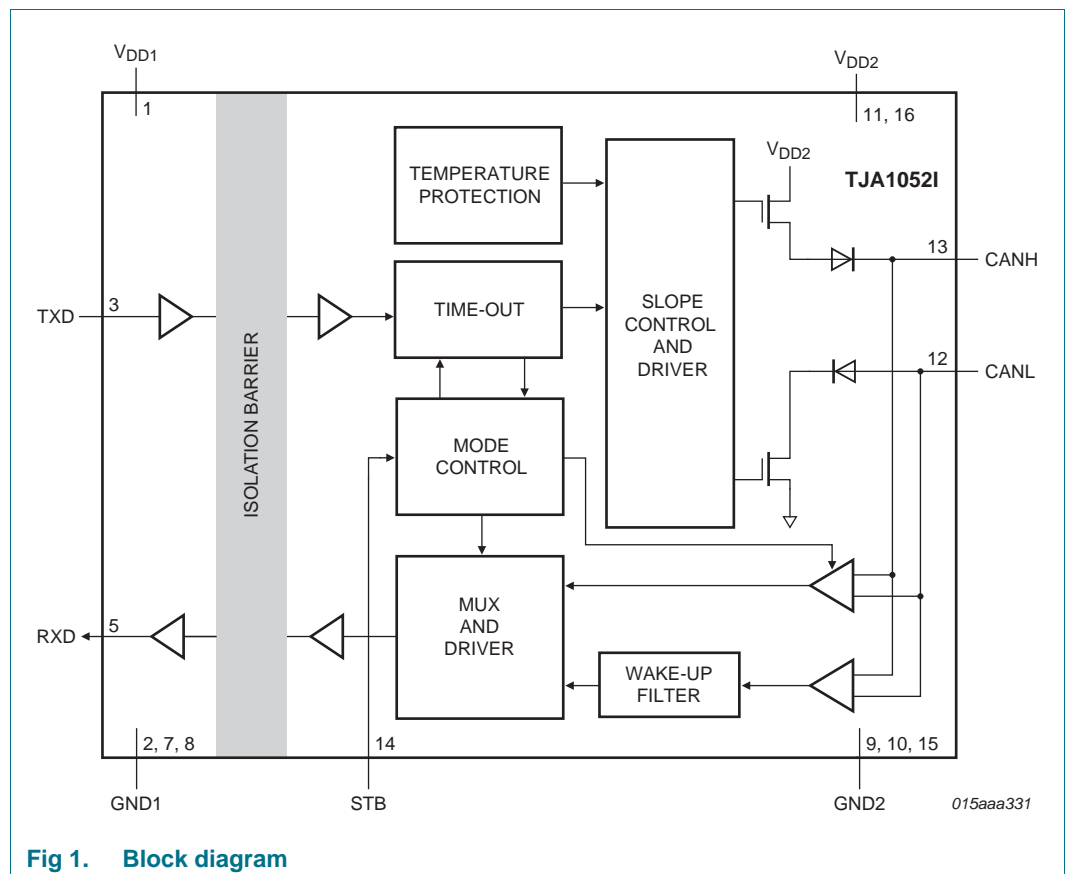 VDD1
VDD2
1
11, 16
TEMPERATURE
PROTECTION
VDD2
TJA1052I
13
CANH
TXD
3
TIME-OUT
SLOPE
CONTROL
AND
DRIVER
12
CANL
ISOLATION BARRIER
MODE
CONTROL
RXD
5
MUX
AND
DRIVER
WAKE-UP
FILTER
2, 7, 8
14
9, 10, 15
GND1
STB
GND2
015aaa331
Fig 1. Block diagram